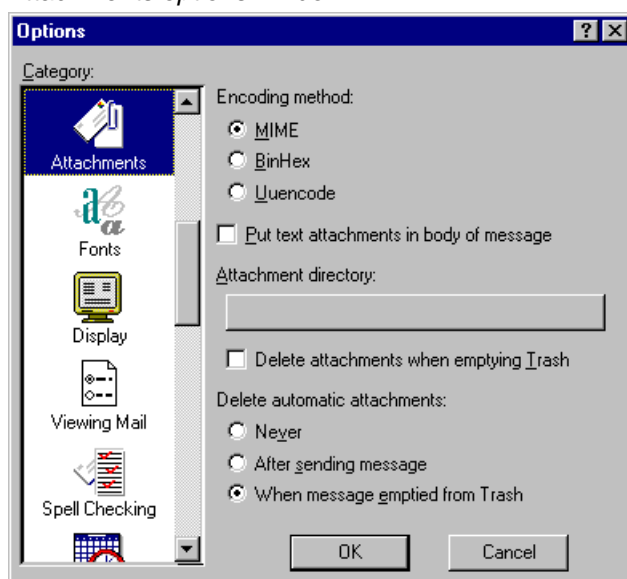 Options
Category:
Attachments
Fonts
Display
Viewing Mail
Spell Checking
Encoding method:
MIME
BinHex
Uuencode
Put text attachments in body of message
Attachment directory:
Delete attachments when emptying Trash
Delete automatic attachments:
Never
After sending message
When message emptied from Trash
OK
Cancel